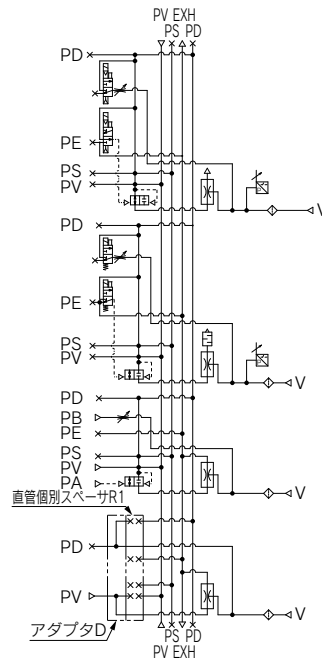 PV EXH
PS PD
PD
PE
PS
PV
V
PD
PE
PS
PV
V
PD
PB
PE
PS
PV
PA
V
直管個別スペーサR1
PD
PV
V
アダプタD
PS PD
PV EXH